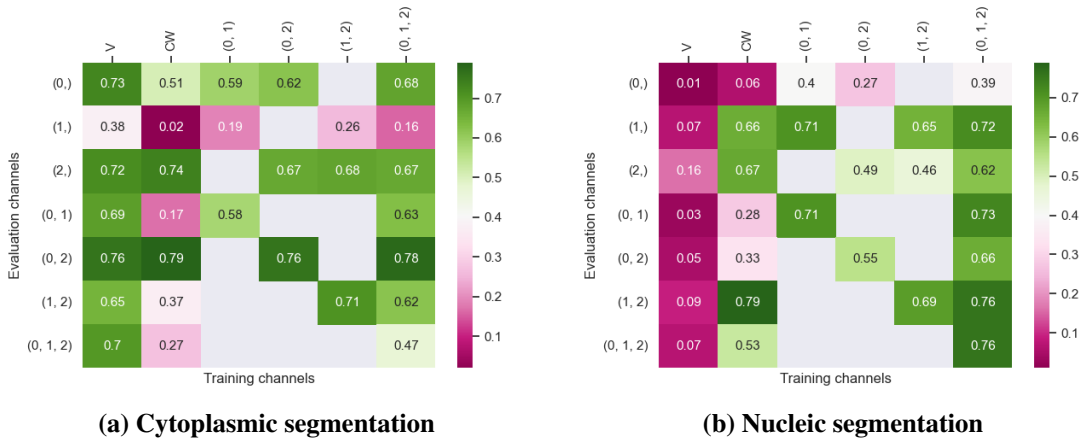 V CW (0, 1) (0, 2) (1, 2) (0, 1, 2)
(0,) 0.73 0.51 0.59 0.62 0.68
(1,) 0.38 0.02 0.19 0.26 0.16
(2,) 0.72 0.74 0.67 0.68 0.67
(0, 1) 0.69 0.17 0.58 0.63
(0, 2) 0.76 0.79 0.76 0.78
(1, 2) 0.65 0.37 0.71 0.62
(0, 1, 2) 0.7 0.27 0.47
Evaluation channels
Training channels
0.7
0.6
0.5
0.4
0.3
0.2
0.1
(a) Cytoplasmic segmentation
V CW (0, 1) (0, 2) (1, 2) (0, 1, 2)
(0,) 0.01 0.06 0.4 0.27 0.39
(1,) 0.07 0.66 0.71 0.65 0.72
(2,) 0.16 0.67 0.49 0.46 0.62
(0, 1) 0.03 0.28 0.71 0.73
(0, 2) 0.05 0.33 0.55 0.66
(1, 2) 0.09 0.79 0.69 0.76
(0, 1, 2) 0.07 0.53 0.76
Evaluation channels
Training channels
0.7
0.6
0.5
0.4
0.3
0.2
0.1
(b) Nucleic segmentation